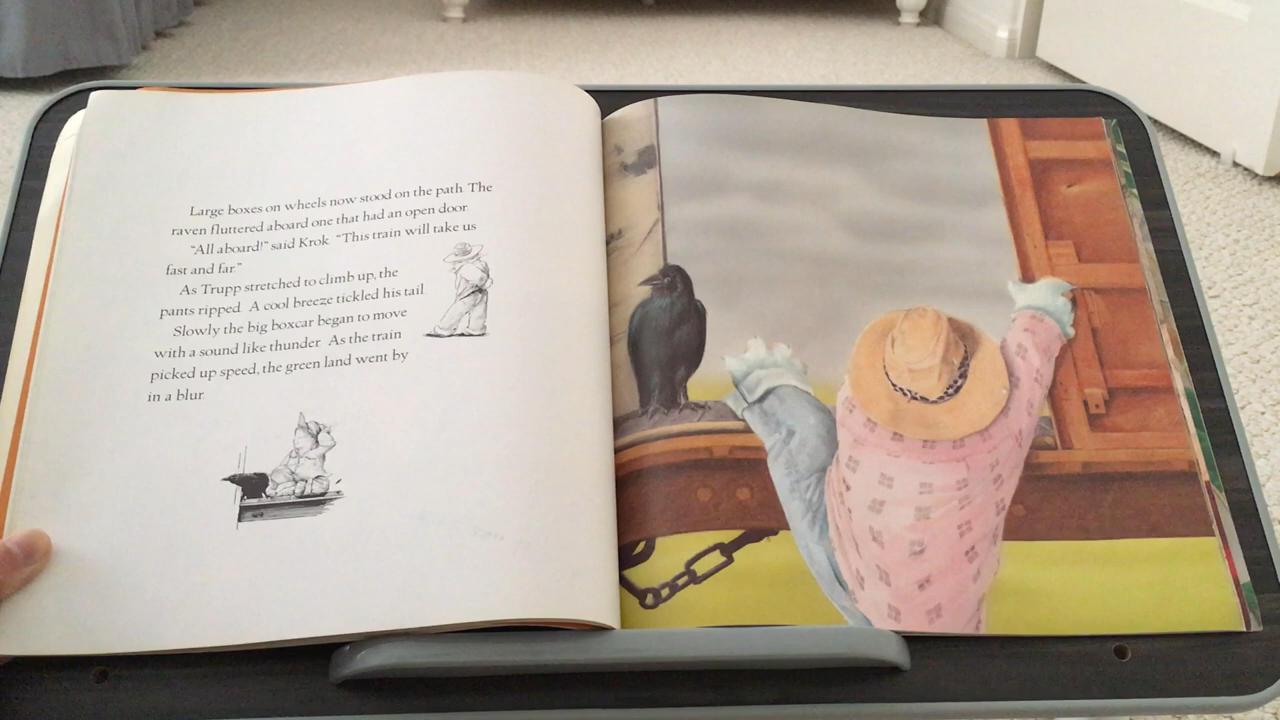 Large boxes on wheels now stood on the path. The
raven fluttered aboard one that had an open door.
"All aboard!" said Krok. "This train will take us
fast and far."
As Trupp stretched to climb up, the
pants ripped. A cool breeze tickled his tail.
Slowly the big boxcar began to move
with a sound like thunder. As the train
picked up speed, the green land went by
in a blur.